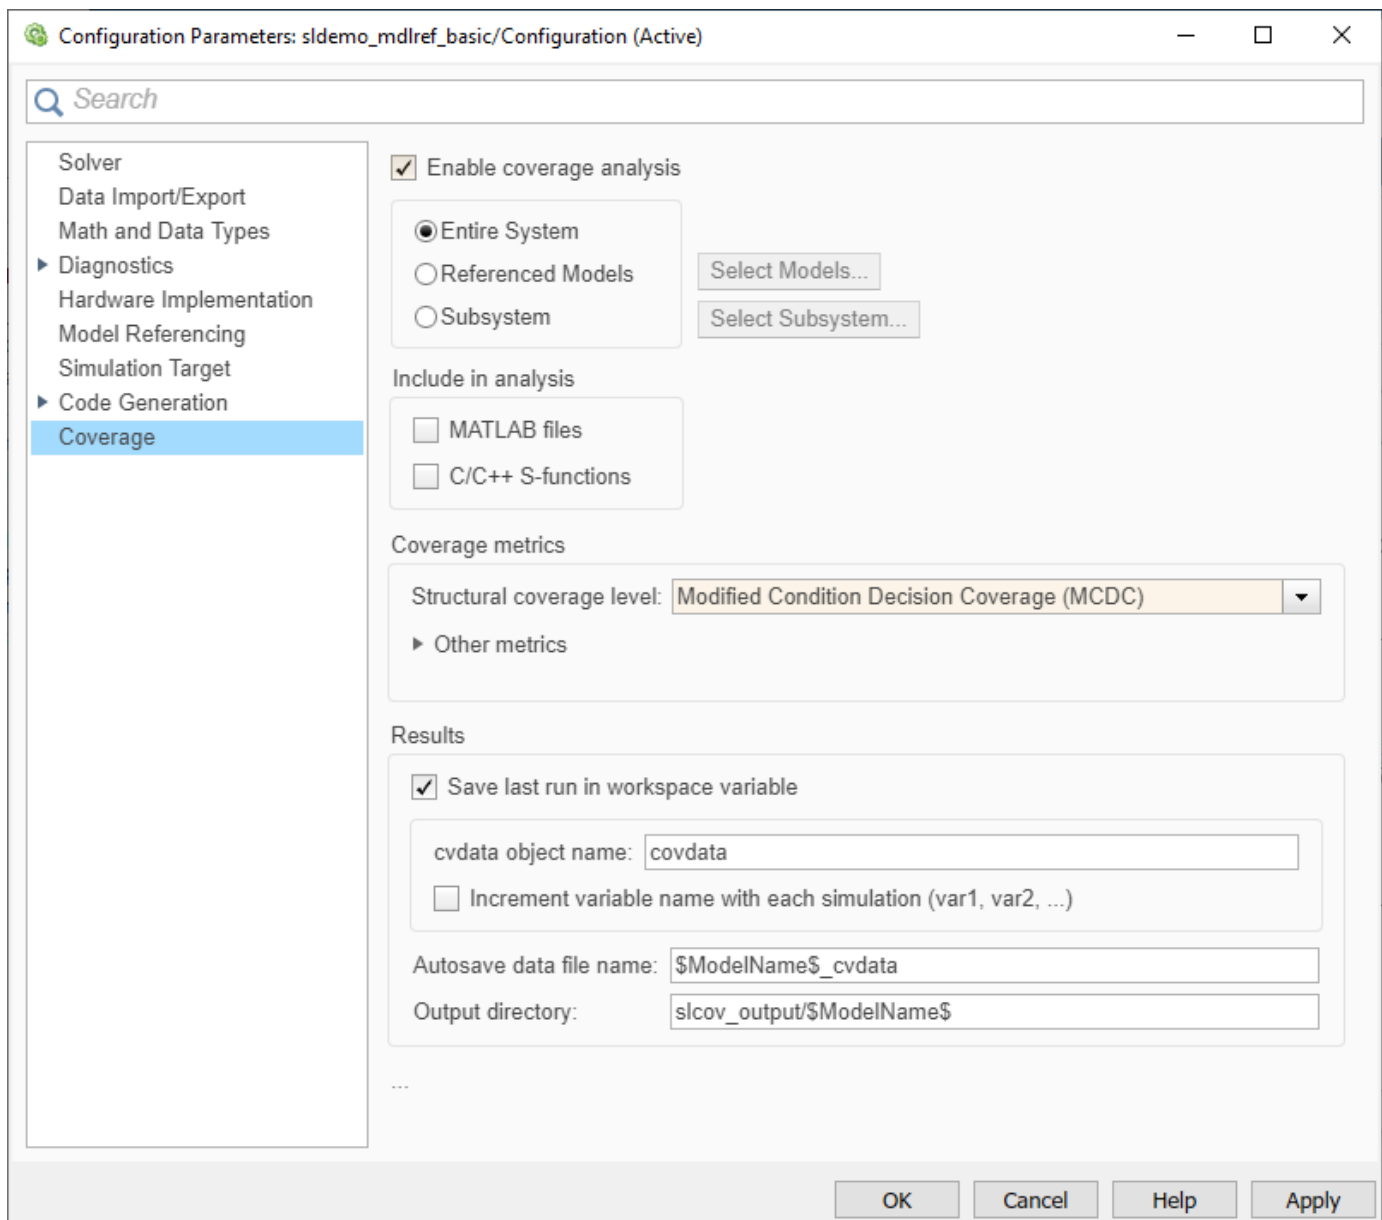 Configuration Parameters: sldemo_mdlref_basic/Configuration (Active)
Search
Solver
Data Import/Export
Math and Data Types
Diagnostics
Hardware Implementation
Model Referencing
Simulation Target
Code Generation
Coverage
Enable coverage analysis
Entire System
Referenced Models
Select Models...
Subsystem
Select Subsystem...
Include in analysis
MATLAB files
C/C++ S-functions
Coverage metrics
Structural coverage level: Modified Condition Decision Coverage (MCDC)
Other metrics
Results
Save last run in workspace variable
cvdata object name: covdata
Increment variable name with each simulation (var1, var2, ...)
Autosave data file name: $ModelName$_cvdata
Output directory: slcov_output/$ModelName$
...
OK Cancel Help Apply